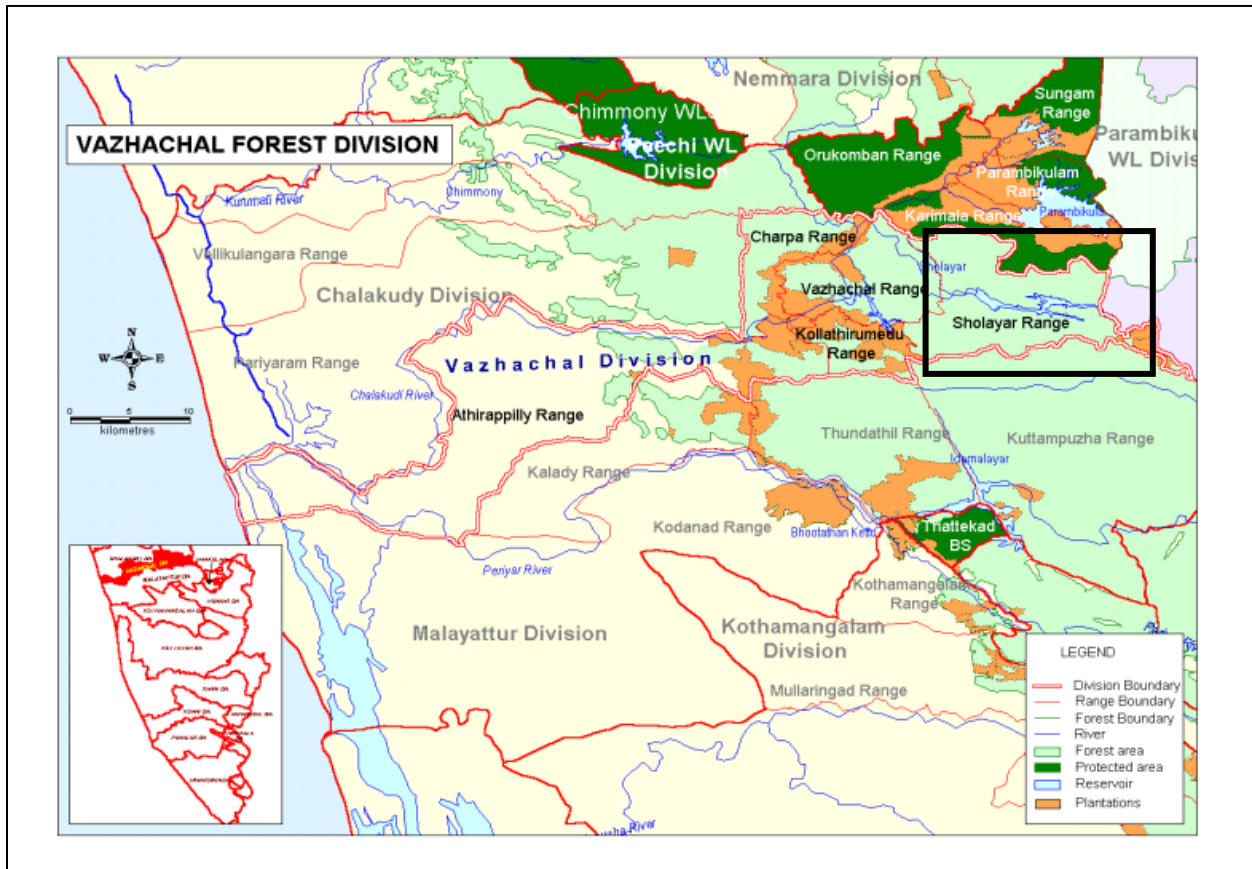 VAZHACHAL FOREST DIVISION
Nemmara Division
Chimmony WLS
Peechi WL
Division
Sungam
Range
Orukomban Range
Parambikulam
Range
Karimala Range
WL Divis
Kurumali River
Chimmony
Charpa Range
Sholayar
Vellikulangara Range
Chalakudy Division
Vazhachal Range
Sholayar Range
Kollathirumedu
Range
Vazhachal Division
Pariyaram Range
Chalakudi River
Athirappilly Range
N
W
E
S
0 5 10
kilometres
Thundathil Range
Kuttampuzha Range
Kalady Range
Idamalayar
Kodanad Range
Bhoothathan Kettu
Thattekad
BS
Periyar River
Kothamangalam
Range
Malayattur Division
Kothamangalam
Division
Mullaringad Range
LEGEND
Division Boundary
Range Boundary
Forest Boundary
River
Forest area
Protected area
Reservoir
Plantations